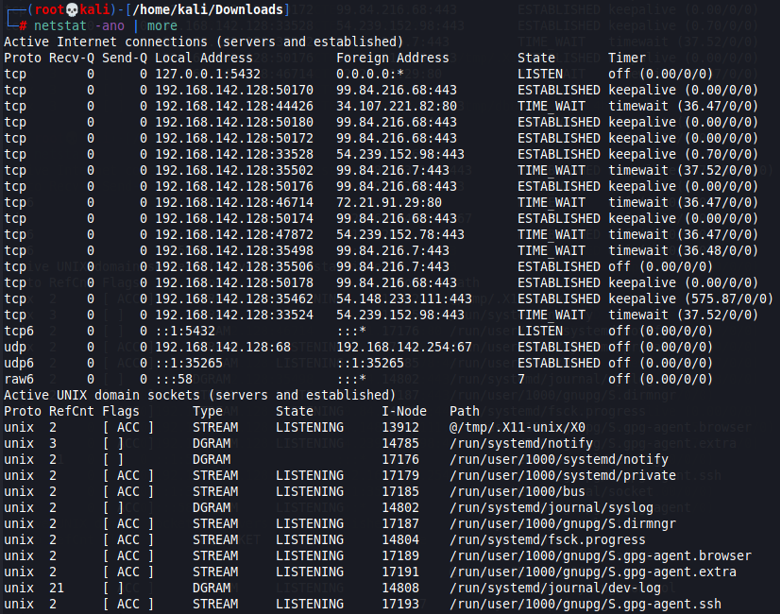 (root💀kali)-[/home/kali/Downloads]
# netstat -ano | more
Active Internet connections (servers and established)
Proto Recv-Q Send-Q Local Address Foreign Address State Timer
tcp 0 0 127.0.0.1:5432 0.0.0.0:* LISTEN off (0.00/0/0)
tcp 0 0 192.168.142.128:50170 99.84.216.68:443 ESTABLISHED keepalive (0.00/0/0)
tcp 0 0 192.168.142.128:44426 34.107.221.82:80 TIME_WAIT timewait (36.47/0/0)
tcp 0 0 192.168.142.128:50180 99.84.216.68:443 ESTABLISHED keepalive (0.00/0/0)
tcp 0 0 192.168.142.128:50172 99.84.216.68:443 ESTABLISHED keepalive (0.00/0/0)
tcp 0 0 192.168.142.128:33528 54.239.152.98:443 ESTABLISHED keepalive (0.70/0/0)
tcp 0 0 192.168.142.128:35502 99.84.216.7:443 TIME_WAIT timewait (37.52/0/0)
tcp 0 0 192.168.142.128:50176 99.84.216.68:443 ESTABLISHED keepalive (0.00/0/0)
tcp 0 0 192.168.142.128:46714 72.21.91.29:80 TIME_WAIT timewait (36.47/0/0)
tcp 0 0 192.168.142.128:50174 99.84.216.68:443 ESTABLISHED keepalive (0.00/0/0)
tcp 0 0 192.168.142.128:47872 54.239.152.78:443 TIME_WAIT timewait (36.47/0/0)
tcp 0 0 192.168.142.128:35498 99.84.216.7:443 TIME_WAIT timewait (36.48/0/0)
tcp 0 0 192.168.142.128:35506 99.84.216.7:443 ESTABLISHED off (0.00/0/0)
tcp 0 0 192.168.142.128:50178 99.84.216.68:443 ESTABLISHED keepalive (0.00/0/0)
tcp 0 0 192.168.142.128:35462 54.148.233.111:443 ESTABLISHED keepalive (575.87/0/0)
tcp 0 0 192.168.142.128:33524 54.239.152.98:443 TIME_WAIT timewait (37.52/0/0)
tcp6 0 0 ::1:5432 :::* LISTEN off (0.00/0/0)
udp 0 0 192.168.142.128:68 192.168.142.254:67 ESTABLISHED off (0.00/0/0)
udp6 0 0 ::1:35265 ::1:35265 ESTABLISHED off (0.00/0/0)
raw6 0 0 :::58 :::* 7 off (0.00/0/0)
Active UNIX domain sockets (servers and established)
Proto RefCnt Flags Type State I-Node Path
unix 2 [ ACC ] STREAM LISTENING 13912 @/tmp/.X11-unix/X0
unix 3 [ ] DGRAM 14785 /run/systemd/notify
unix 2 [ ] DGRAM 17176 /run/user/1000/systemd/notify
unix 2 [ ACC ] STREAM LISTENING 17179 /run/user/1000/systemd/private
unix 2 [ ACC ] STREAM LISTENING 17185 /run/user/1000/bus
unix 2 [ ] DGRAM 14802 /run/systemd/journal/syslog
unix 2 [ ACC ] STREAM LISTENING 17187 /run/user/1000/gnupg/S.dirmngr
unix 2 [ ACC ] STREAM LISTENING 14804 /run/systemd/fsck.progress
unix 2 [ ACC ] STREAM LISTENING 17189 /run/user/1000/gnupg/S.gpg-agent.browser
unix 2 [ ACC ] STREAM LISTENING 17191 /run/user/1000/gnupg/S.gpg-agent.extra
unix 21 [ ] DGRAM 14808 /run/systemd/journal/dev-log
unix 2 [ ACC ] STREAM LISTENING 17193 /run/user/1000/gnupg/S.gpg-agent.ssh